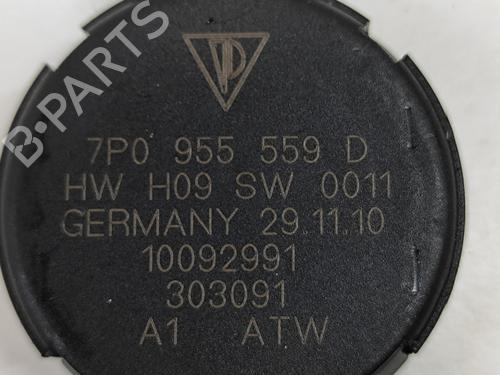 B-PARTS
7P0 955 559 D
HW H09 SW 0011
GERMANY 29.11.10
10092991
303091
A1 ATW